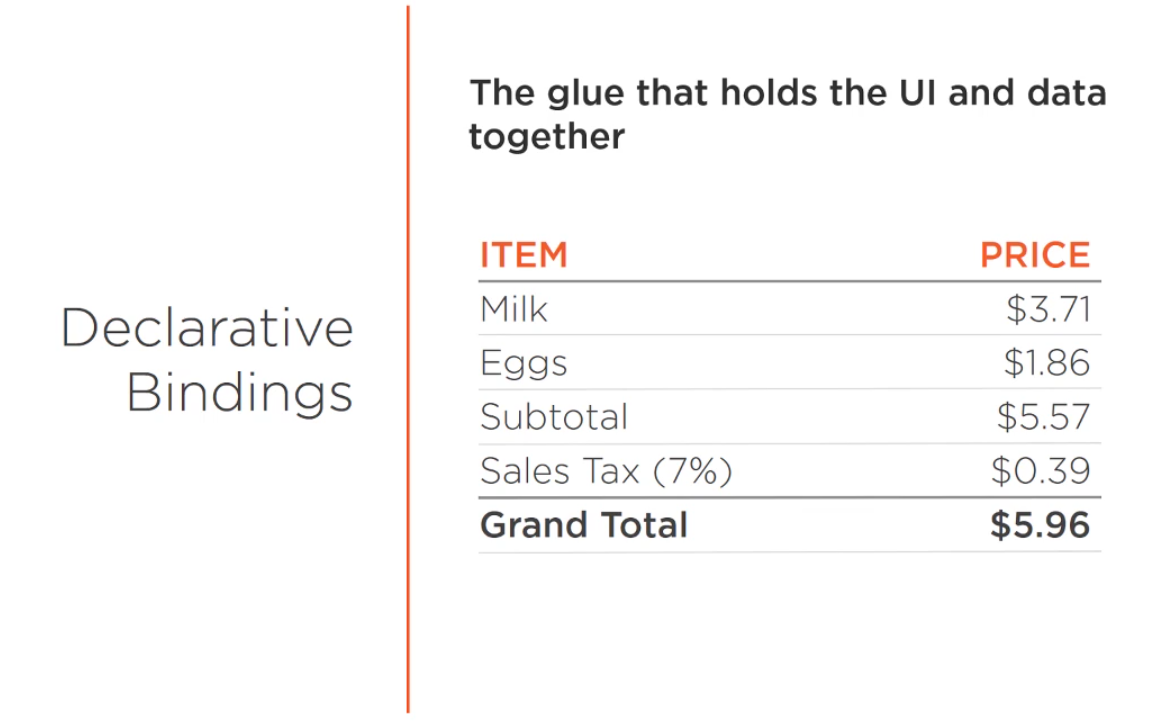 Declarative
Bindings
The glue that holds the UI and data
together
ITEM PRICE
Milk $3.71
Eggs $1.86
Subtotal $5.57
Sales Tax (7%) $0.39
Grand Total $5.96